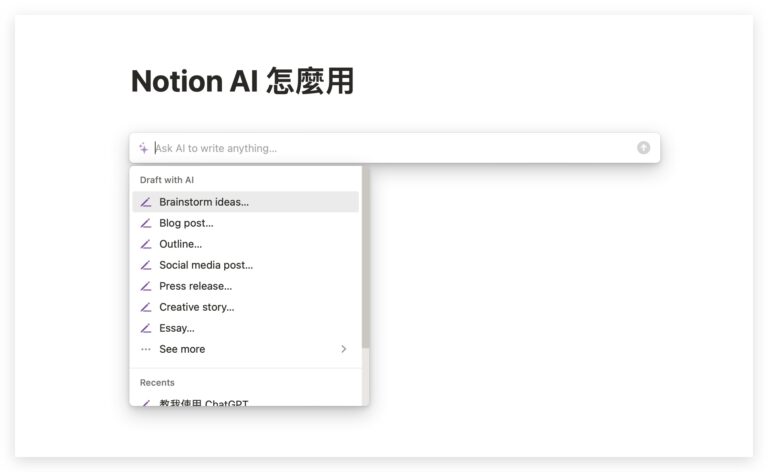 Notion AI 怎麼用
Ask AI to write anything...
Draft with AI
Brainstorm ideas...
Blog post...
Outline...
Social media post...
Press release...
Creative story...
Essay...
See more
Recents
教我使用 ChatGPT